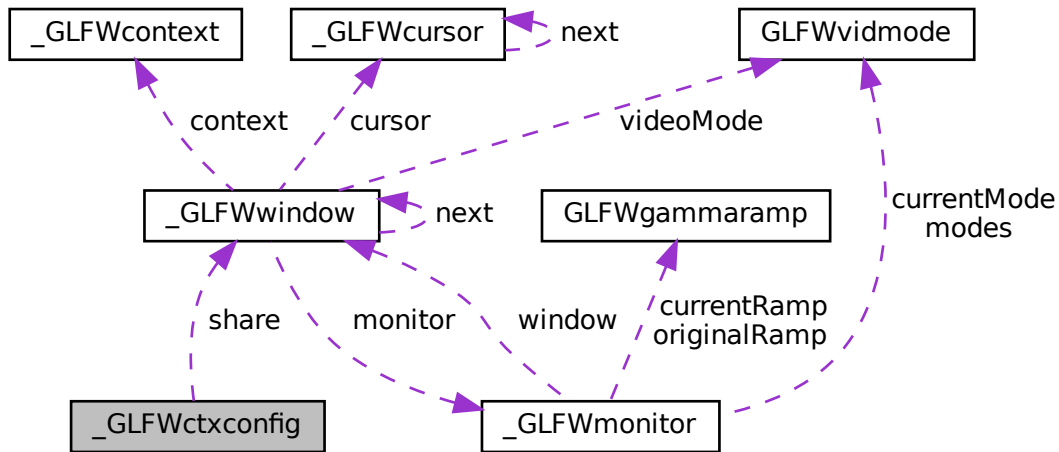 _GLFWcontext
_GLFWcursor
next
GLFWvidmode
context
cursor
videoMode
_GLFWwindow
next
GLFWgammaramp
currentMode
modes
share
monitor
window
currentRamp
originalRamp
_GLFWctxconfig
_GLFWmonitor